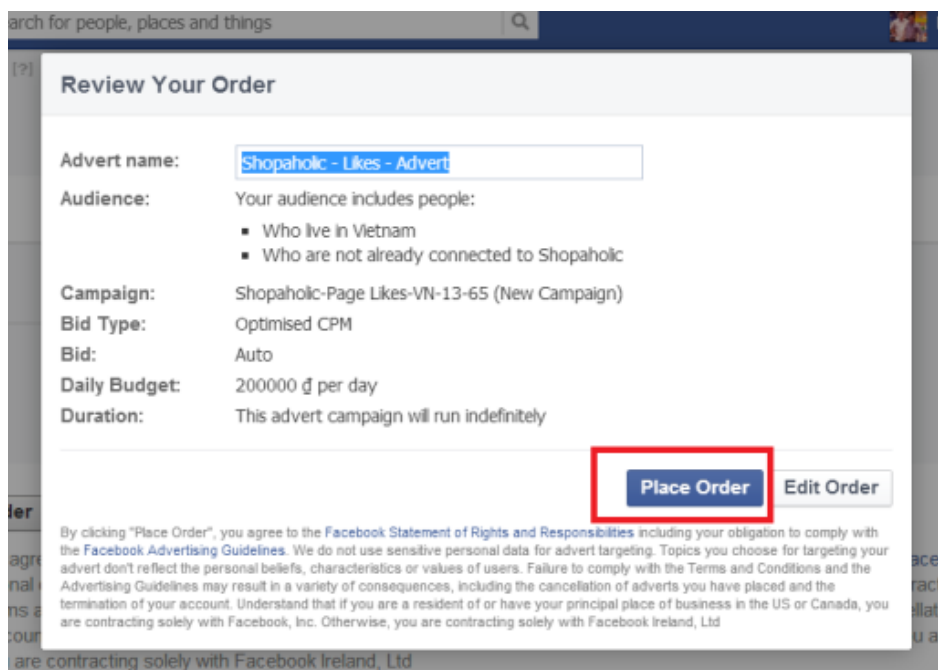 arch for people, places and things
[?]
Review Your Order
Advert name: Shopaholic - Likes - Advert
Audience: Your audience includes people:
▪ Who live in Vietnam
▪ Who are not already connected to Shopaholic
Campaign: Shopaholic-Page Likes-VN-13-65 (New Campaign)
Bid Type: Optimised CPM
Bid: Auto
Daily Budget: 200000 ₫ per day
Duration: This advert campaign will run indefinitely
Place Order Edit Order
By clicking "Place Order", you agree to the Facebook Statement of Rights and Responsibilities including your obligation to comply with
the Facebook Advertising Guidelines. We do not use sensitive personal data for advert targeting. Topics you choose for targeting your
advert don't reflect the personal beliefs, characteristics or values of users. Failure to comply with the Terms and Conditions and the
Advertising Guidelines may result in a variety of consequences, including the cancellation of adverts you have placed and the
termination of your account. Understand that if you are a resident of or have your principal place of business in the US or Canada, you
are contracting solely with Facebook, Inc. Otherwise, you are contracting solely with Facebook Ireland, Ltd
are contracting solely with Facebook Ireland, Ltd